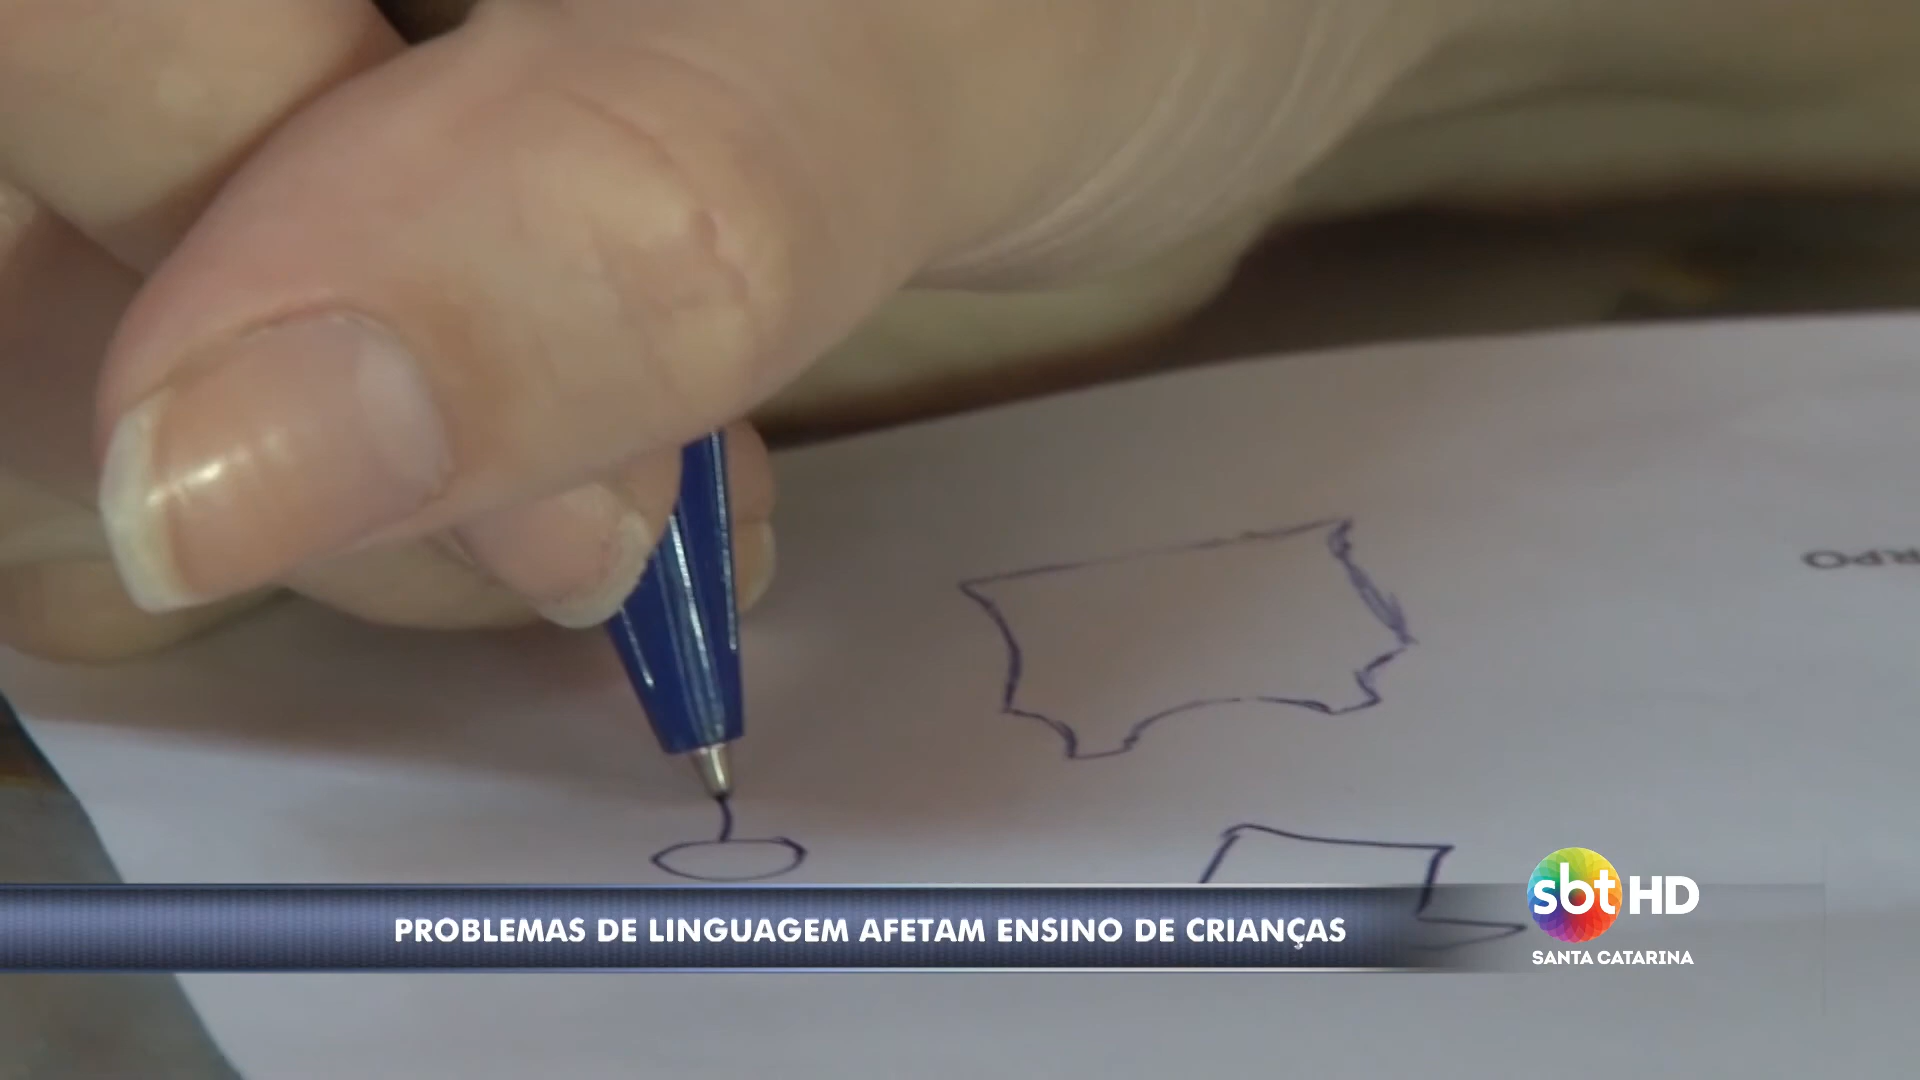 PROBLEMAS DE LINGUAGEM AFETAM ENSINO DE CRIANÇAS
sbt HD
SANTA CATARINA